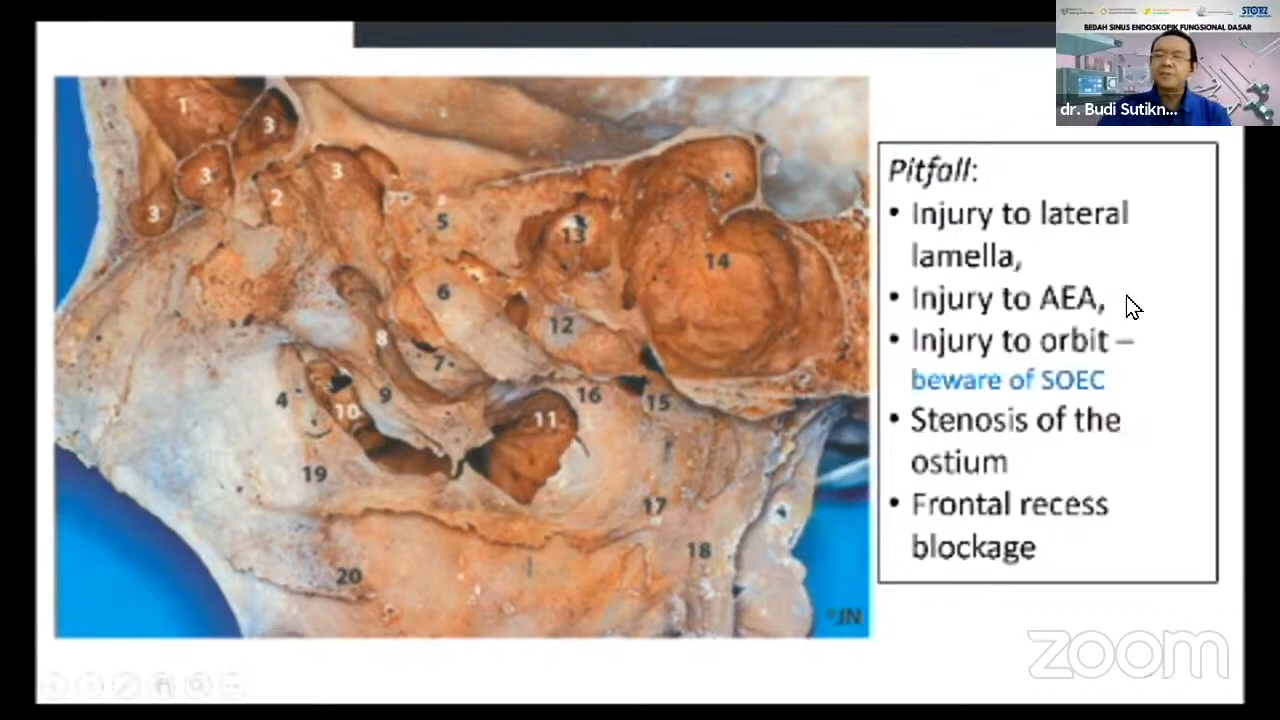 STORZ
BEDAH SINUS ENDOSKOPIK FUNGSIONAL DASAR
dr. Budi Sutikn...
Pitfall:
• Injury to lateral
lamella,
• Injury to AEA,
• Injury to orbit –
beware of SOEC
• Stenosis of the
ostium
• Frontal recess
blockage
1
3
3
3
3
2
5
13
14
6
12
8
7
4
9
10
16
15
11
19
17
18
20
©JN
zoom